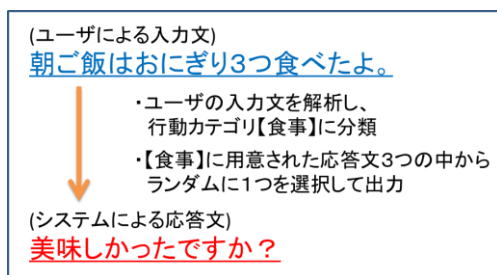 (ユーザによる入力文)
朝ご飯はおにぎり3つ食べたよ。
・ユーザの入力文を解析し、
行動カテゴリ【食事】に分類
・【食事】に用意された応答文3つの中から
ランダムに1つを選択して出力
(システムによる応答文)
美味しかったですか？